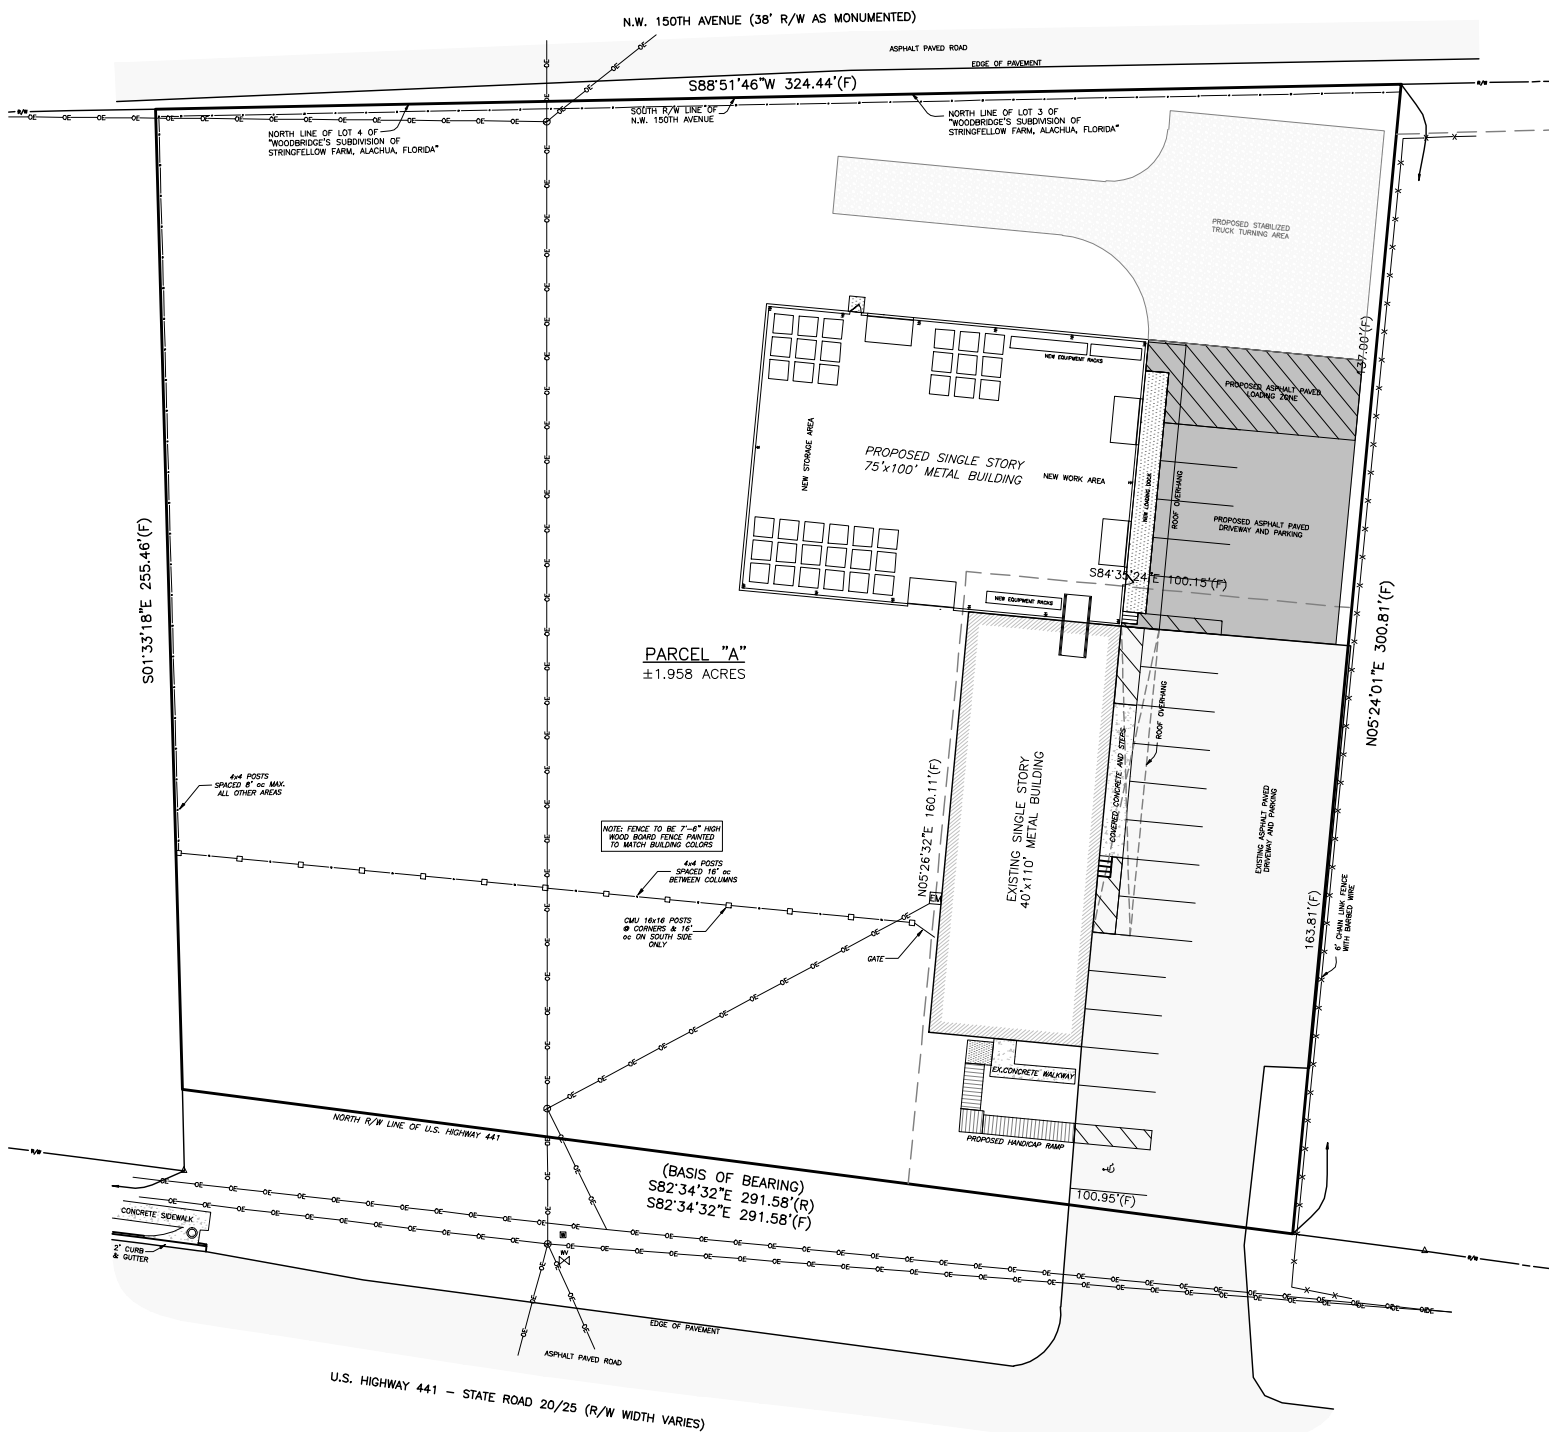 N.W. 150TH AVENUE (38' R/W AS MONUMENTED)
ASPHALT PAVED ROAD
EDGE OF PAVEMENT
S88°51'46"W 324.44'(F)
R/W
R/W
SOUTH R/W LINE OF
N.W. 150TH AVENUE
NORTH LINE OF LOT 4 OF
"WOODBRIDGE'S SUBDIVISION OF
STRINGFELLOW FARM, ALACHUA, FLORIDA"
NORTH LINE OF LOT 3 OF
"WOODBRIDGE'S SUBDIVISION OF
STRINGFELLOW FARM, ALACHUA, FLORIDA"
PROPOSED STABILIZED
TRUCK TURNING AREA
137.00'(F)
NEW EQUIPMENT RACKS
PROPOSED ASPHALT PAVED
LOADING ZONE
NEW STORAGE AREA
PROPOSED SINGLE STORY
75'x100' METAL BUILDING
NEW WORK AREA
NEW LOADING DOCK
ROOF OVERHANG
PROPOSED ASPHALT PAVED
DRIVEWAY AND PARKING
S84°35'24"E 100.15'(F)
NEW EQUIPMENT RACKS
S01°33'18"E 255.46'(F)
N05°24'01"E 300.81'(F)
PARCEL "A"
±1.958 ACRES
ROOF OVERHANG
COVERED CONCRETE AND STEPS
EXISTING SINGLE STORY
40'x110' METAL BUILDING
N05°26'32"E 160.11'(F)
EXISTING ASPHALT PAVED
DRIVEWAY AND PARKING
4x4 POSTS
SPACED 8' oc MAX.
ALL OTHER AREAS
NOTE: FENCE TO BE 7'-6" HIGH
WOOD BOARD FENCE PAINTED
TO MATCH BUILDING COLORS
4x4 POSTS
SPACED 16' oc
BETWEEN COLUMNS
EM
CMU 16x16 POSTS
@ CORNERS & 16'
oc ON SOUTH SIDE
ONLY
GATE
163.81'(F)
6' CHAIN LINK FENCE
WITH BARBED WIRE
EX.CONCRETE WALKWAY
NORTH R/W LINE OF U.S. HIGHWAY 441
PROPOSED HANDICAP RAMP
R/W
(BASIS OF BEARING)
S82°34'32"E 291.58'(R)
S82°34'32"E 291.58'(F)
100.95'(F)
CONCRETE SIDEWALK
2' CURB
& GUTTER
WV
R/W
EDGE OF PAVEMENT
ASPHALT PAVED ROAD
U.S. HIGHWAY 441 - STATE ROAD 20/25 (R/W WIDTH VARIES)